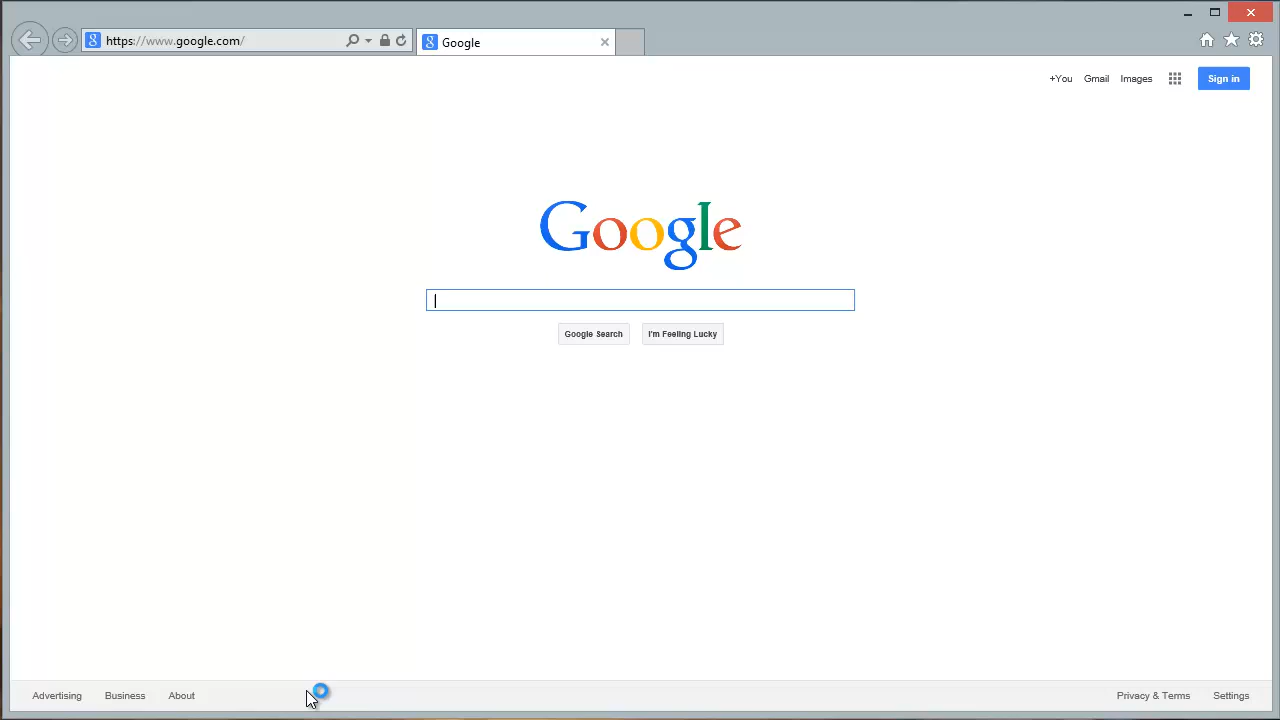 https://www.google.com/
Google
+You Gmail Images Sign in
Google
Google Search I'm Feeling Lucky
Advertising Business About Privacy & Terms Settings